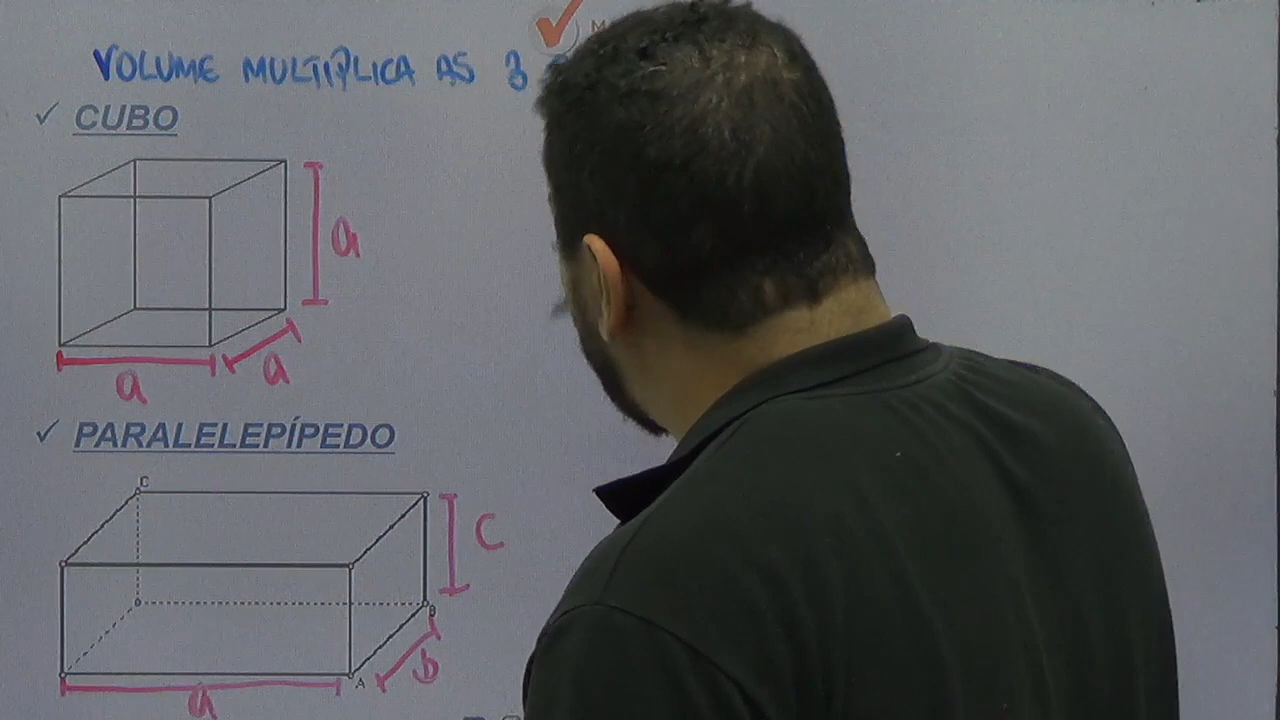 VOLUME MULTIPLICA AS 3
✓ CUBO
a
a
a
✓ PARALELEPÍPEDO
C
C
B
b
A
a